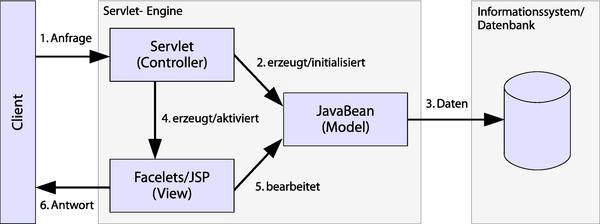 Servlet- Engine
Informationssystem/
Datenbank
1. Anfrage
Servlet
(Controller)
2. erzeugt/initialisiert
Client
JavaBean
(Model)
3. Daten
4. erzeugt/aktiviert
Facelets/JSP
(View)
5. bearbeitet
6. Antwort